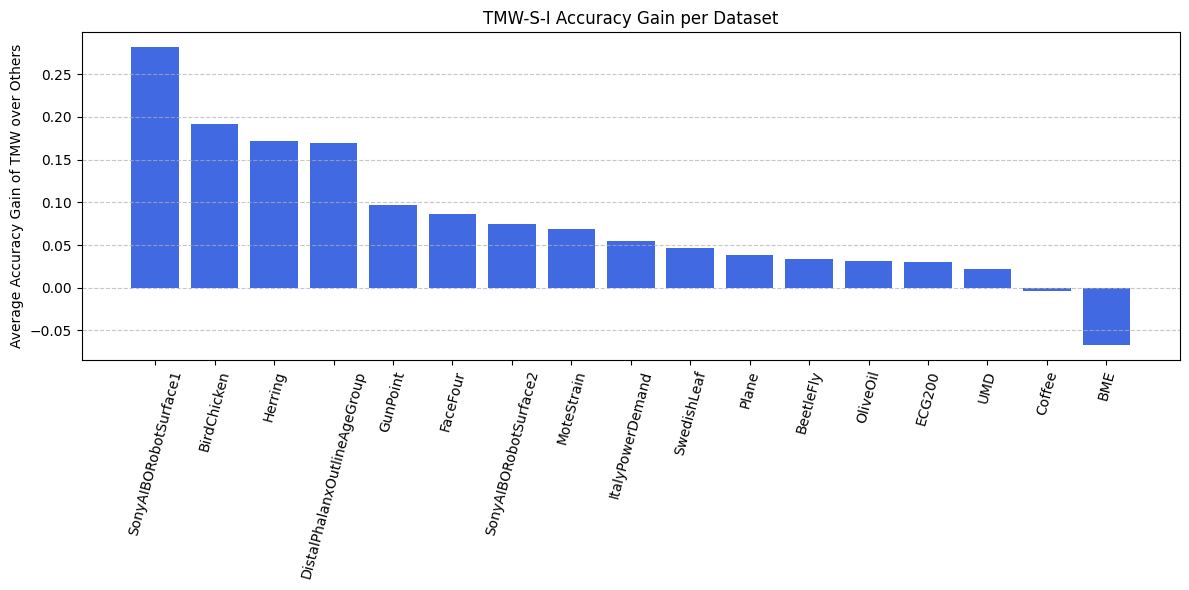 TMW-S-I Accuracy Gain per Dataset
Average Accuracy Gain of TMW over Others
0.25
0.20
0.15
0.10
0.05
0.00
−0.05
SonyAIBORobotSurface1
BirdChicken
Herring
DistalPhalanxOutlineAgeGroup
GunPoint
FaceFour
SonyAIBORobotSurface2
MoteStrain
ItalyPowerDemand
SwedishLeaf
Plane
BeetleFly
OliveOil
ECG200
UMD
Coffee
BME